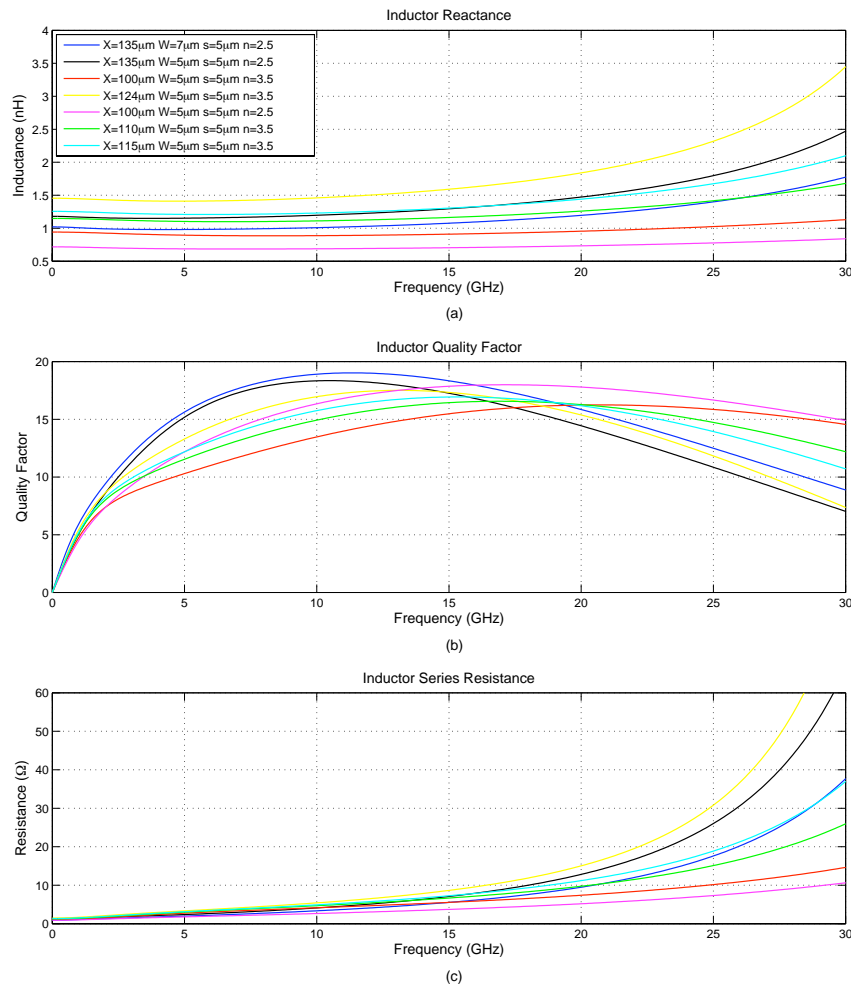 Inductor Reactance
4
3.5
3
2.5
2
1.5
1
0.5
Inductance (nH)
X=135μm W=7μm s=5μm n=2.5
X=135μm W=5μm s=5μm n=2.5
X=100μm W=5μm s=5μm n=3.5
X=124μm W=5μm s=5μm n=3.5
X=100μm W=5μm s=5μm n=2.5
X=110μm W=5μm s=5μm n=3.5
X=115μm W=5μm s=5μm n=3.5
0 5 10 15 20 25 30
Frequency (GHz)
(a)
Inductor Quality Factor
20
15
10
5
0
Quality Factor
0 5 10 15 20 25 30
Frequency (GHz)
(b)
Inductor Series Resistance
60
50
40
30
20
10
0
Resistance (Ω)
0 5 10 15 20 25 30
Frequency (GHz)
(c)